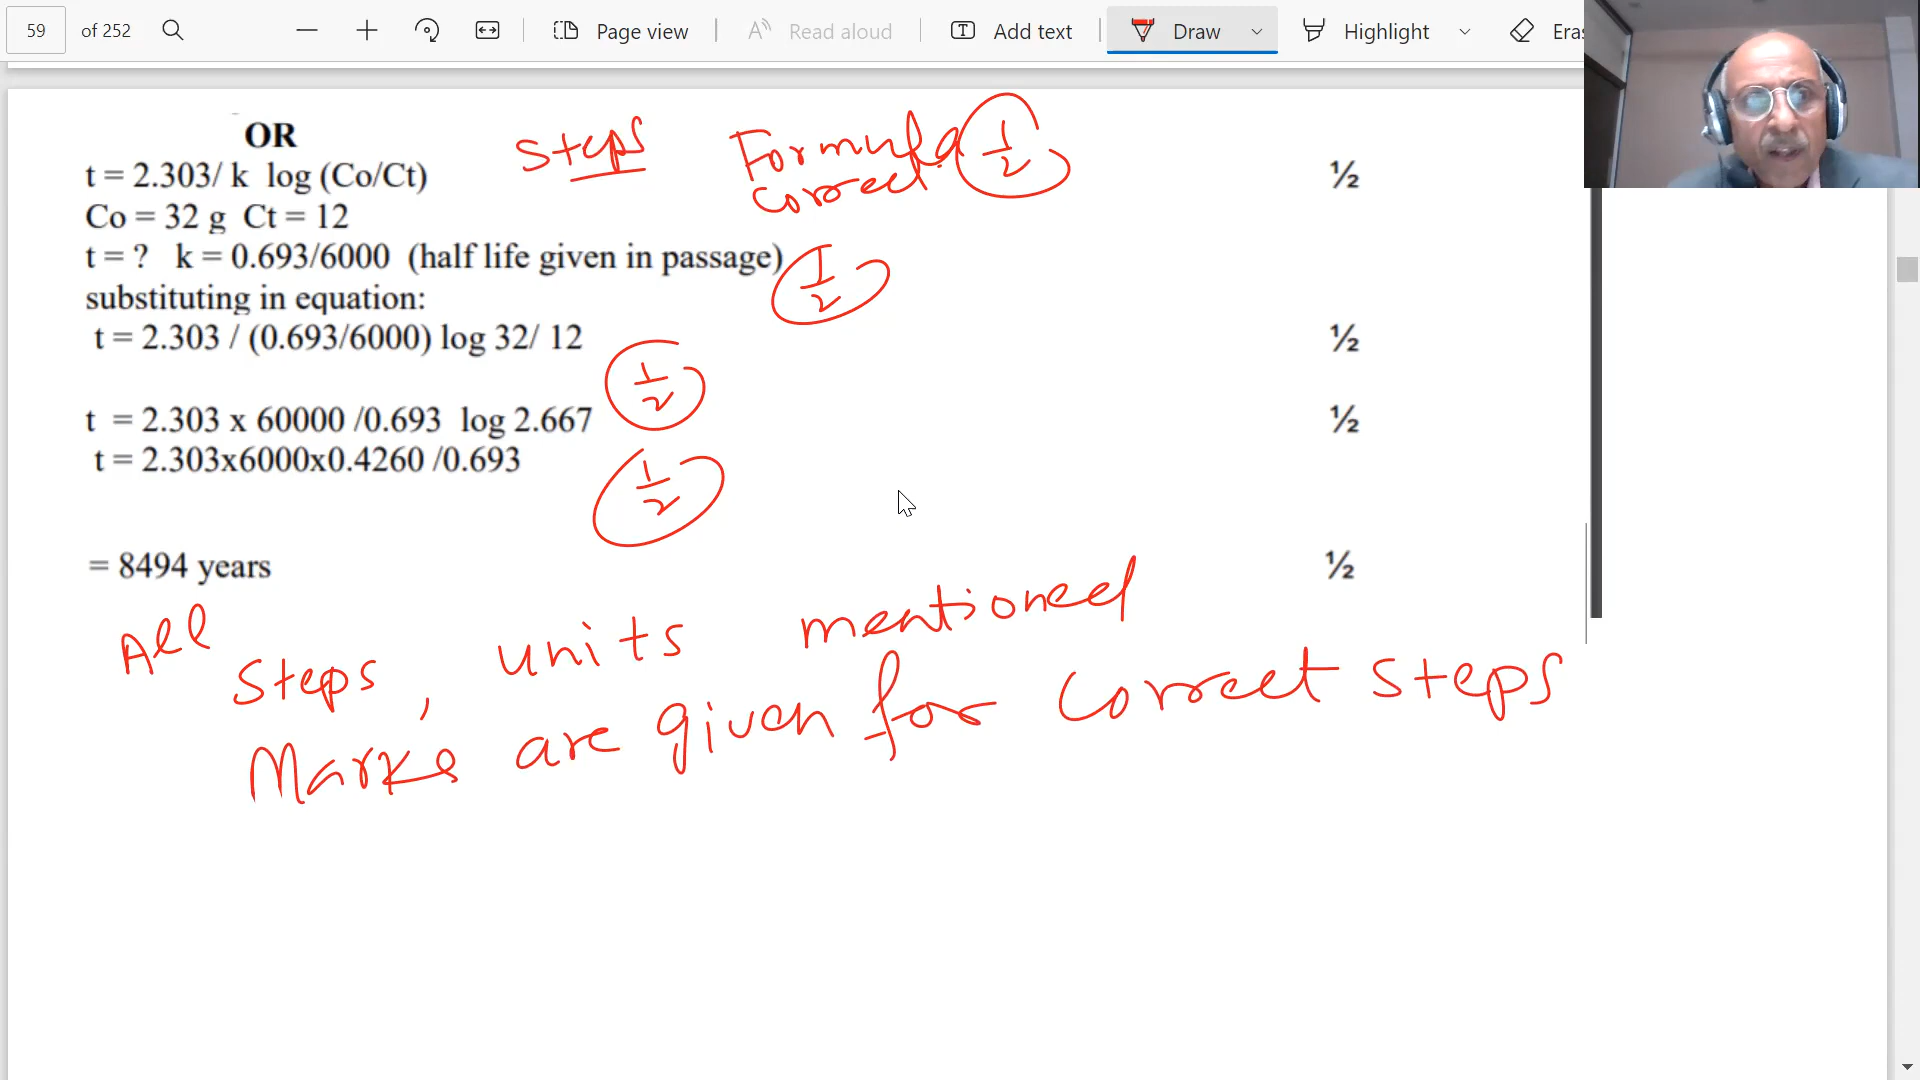 59 of 252 Page view Read aloud Add text Draw Highlight Eras
OR
Steps Formula 1/2
correct.
t = 2.303/ k log (Co/Ct) ½
Co = 32 g Ct = 12
t = ? k = 0.693/6000 (half life given in passage) 1/2
substituting in equation:
t = 2.303 / (0.693/6000) log 32/ 12 ½
1/2
t = 2.303 x 60000 /0.693 log 2.667 ½
t = 2.303x6000x0.4260 /0.693 1/2
= 8494 years ½
All Steps, units mentioned
Marks are given for correct steps